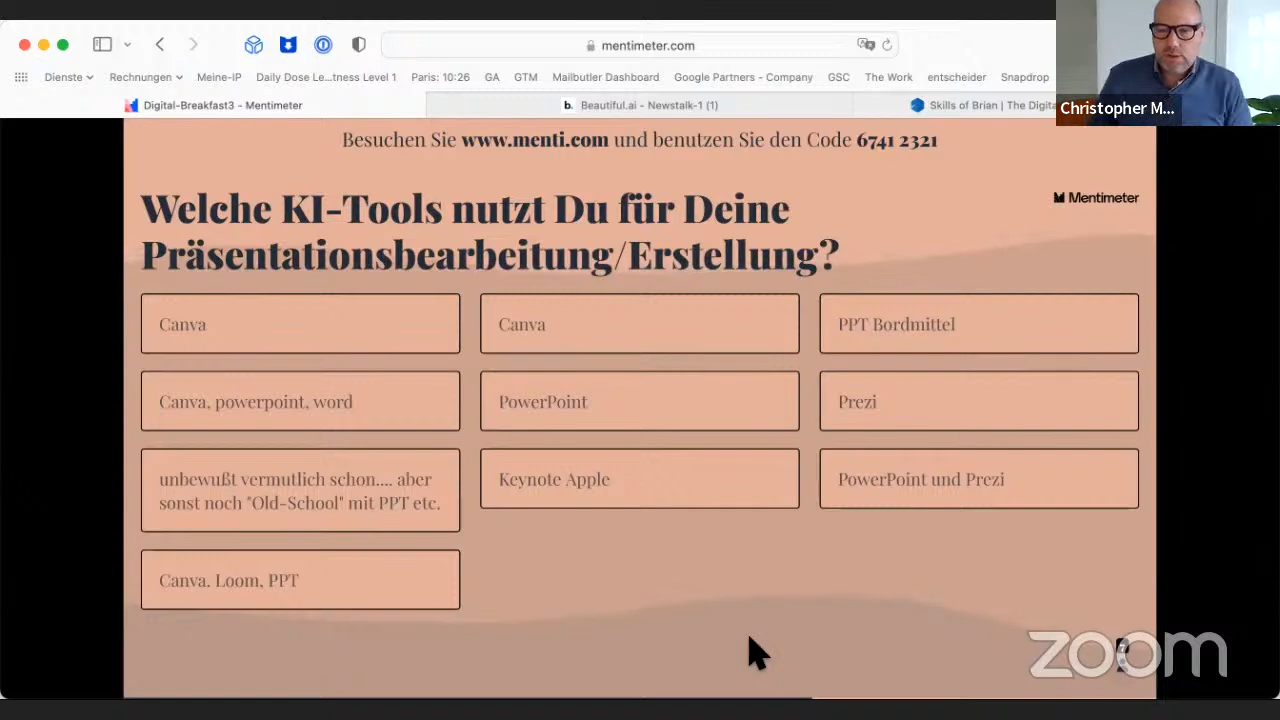 mentimeter.com
Dienste
Rechnungen
Meine-IP
Daily Dose Le...tness Level 1
Paris: 10:26
GA
GTM
Mailbutler Dashboard
Google Partners - Company
GSC
The Work
entscheider
Snapdrop
Digital-Breakfast3 - Mentimeter
b. Beautiful.ai - Newstalk-1 (1)
Skills of Brian | The Digita
Christopher M...
Besuchen Sie www.menti.com und benutzen Sie den Code 6741 2321
Mentimeter
Welche KI-Tools nutzt Du für Deine
Präsentationsbearbeitung/Erstellung?
Canva
Canva
PPT Bordmittel
Canva, powerpoint, word
PowerPoint
Prezi
unbewußt vermutlich schon.... aber
sonst noch "Old-School" mit PPT etc.
Keynote Apple
PowerPoint und Prezi
Canva, Loom, PPT
zoom